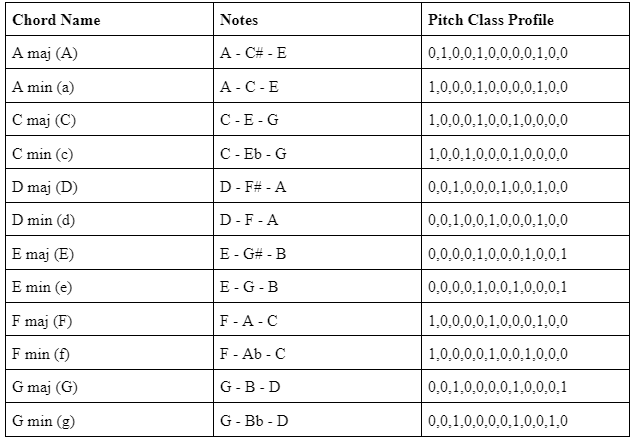 Chord Name Notes Pitch Class Profile
A maj (A) A - C# - E 0,1,0,0,1,0,0,0,0,1,0,0
A min (a) A - C - E 1,0,0,0,1,0,0,0,0,1,0,0
C maj (C) C - E - G 1,0,0,0,1,0,0,1,0,0,0,0
C min (c) C - Eb - G 1,0,0,1,0,0,0,1,0,0,0,0
D maj (D) D - F# - A 0,0,1,0,0,0,1,0,0,1,0,0
D min (d) D - F - A 0,0,1,0,0,1,0,0,0,1,0,0
E maj (E) E - G# - B 0,0,0,0,1,0,0,0,1,0,0,1
E min (e) E - G - B 0,0,0,0,1,0,0,1,0,0,0,1
F maj (F) F - A - C 1,0,0,0,0,1,0,0,0,1,0,0
F min (f) F - Ab - C 1,0,0,0,0,1,0,0,1,0,0,0
G maj (G) G - B - D 0,0,1,0,0,0,0,1,0,0,0,1
G min (g) G - Bb - D 0,0,1,0,0,0,0,1,0,0,1,0